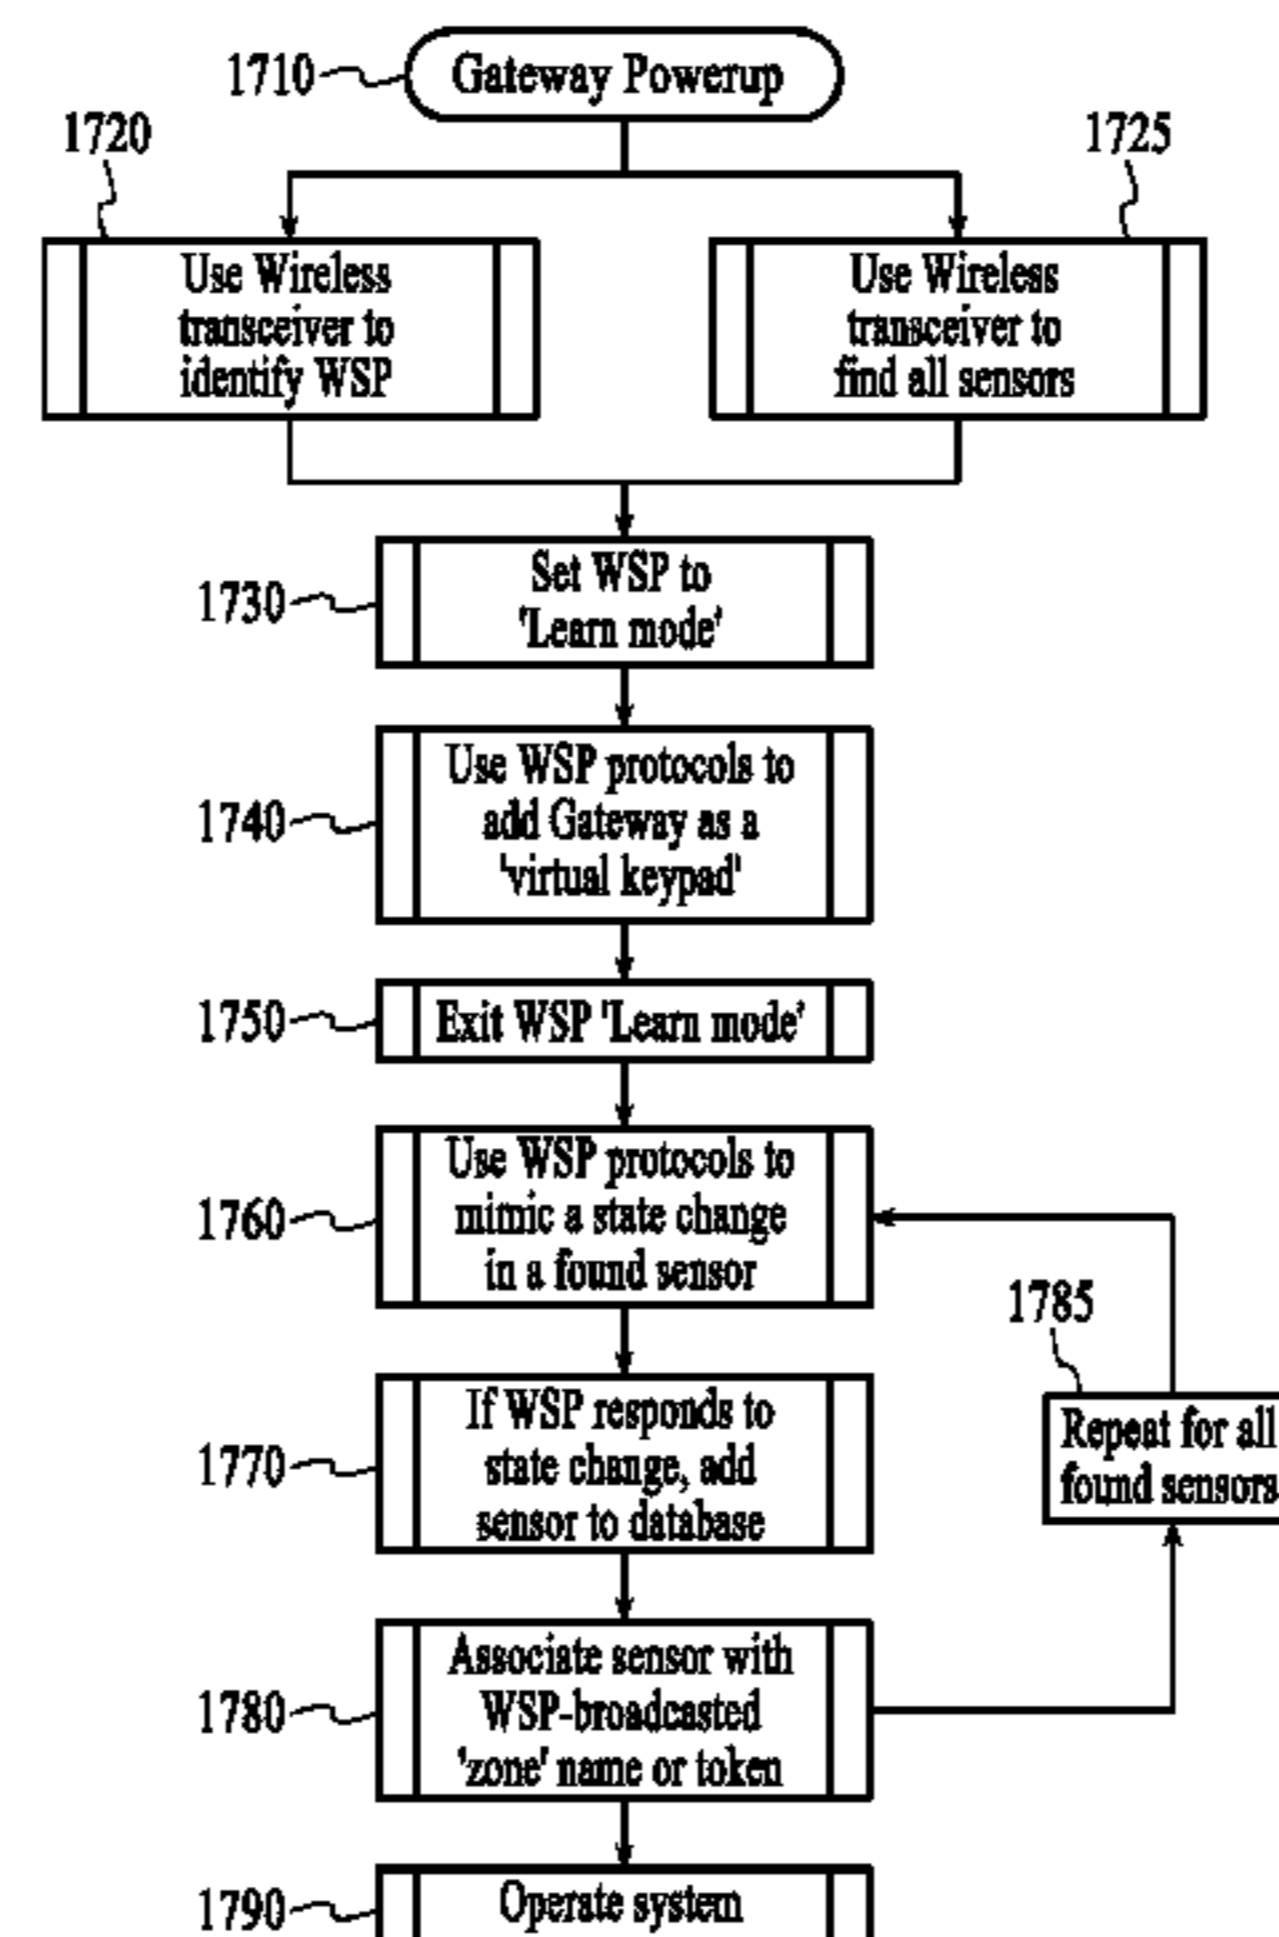 1710
Gateway Powerup
1720
1725
Use Wireless
transceiver to
identify WSP
Use Wireless
transceiver to
find all sensors
1730
Set WSP to
'Learn mode'
1740
Use WSP protocols to
add Gateway as a
'virtual keypad'
1750
Exit WSP 'Learn mode'
1760
Use WSP protocols to
mimic a state change
in a found sensor
1785
Repeat for all
found sensors
1770
If WSP responds to
state change, add
sensor to database
1780
Associate sensor with
WSP-broadcasted
'zone' name or token
1790
Operate system